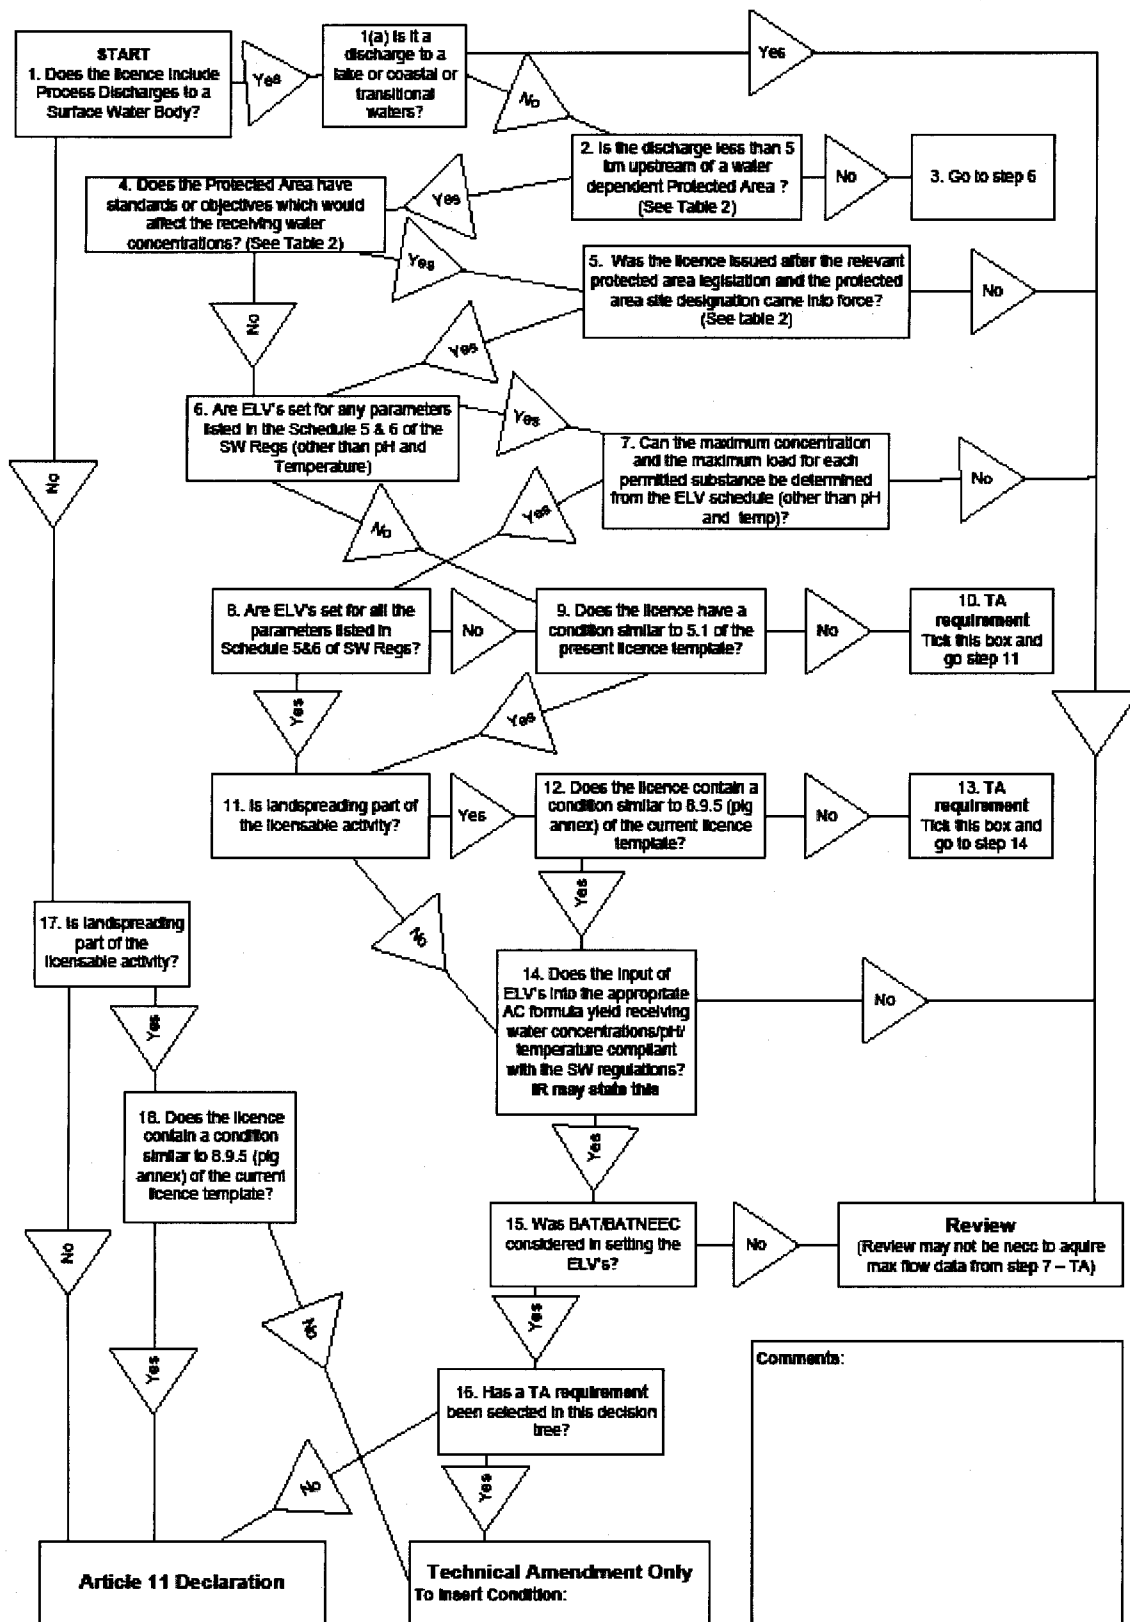 START
1. Does the licence include
Process Discharges to a
Surface Water Body?
Yes
1(a) Is it a
discharge to a
lake or coastal or
transitional
waters?
Yes
No
2. Is the discharge less than 5
km upstream of a water
dependent Protected Area ?
(See Table 2)
No
3. Go to step 6
Yes
4. Does the Protected Area have
standards or objectives which would
affect the receiving water
concentrations? (See Table 2)
Yes
5. Was the licence issued after the relevant
protected area legislation and the protected
area site designation came into force?
(See table 2)
No
No
Yes
6. Are ELV's set for any parameters
listed in the Schedule 5 & 6 of the
SW Regs (other than pH and
Temperature)
Yes
7. Can the maximum concentration
and the maximum load for each
permitted substance be determined
from the ELV schedule (other than pH
and temp)?
No
No
No
Yes
8. Are ELV's set for all the
parameters listed in
Schedule 5&6 of SW Regs?
No
9. Does the licence have a
condition similar to 5.1 of the
present licence template?
No
10. TA
requirement
Tick this box and
go step 11
Yes
Yes
11. Is landspreading part of
the licensable activity?
Yes
12. Does the licence contain a
condition similar to 8.9.5 (pig
annex) of the current licence
template?
No
13. TA
requirement
Tick this box and
go to step 14
Yes
No
17. Is landspreading
part of the
licensable activity?
14. Does the input of
ELV's into the appropritate
AC formula yield receiving
water concentrations/pH/
temperature compliant
with the SW regulations?
IR may state this
No
Yes
18. Does the licence
contain a condition
similar to 8.9.5 (pig
annex) of the current
licence template?
Yes
No
15. Was BAT/BATNEEC
considered in setting the
ELV's?
No
Review
(Review may not be necc to aquire
max flow data from step 7 – TA)
Yes
No
Yes
Comments:
16. Has a TA requirement
been selected in this decision
tree?
No
Yes
Article 11 Declaration
Technical Amendment Only
To Insert Condition: